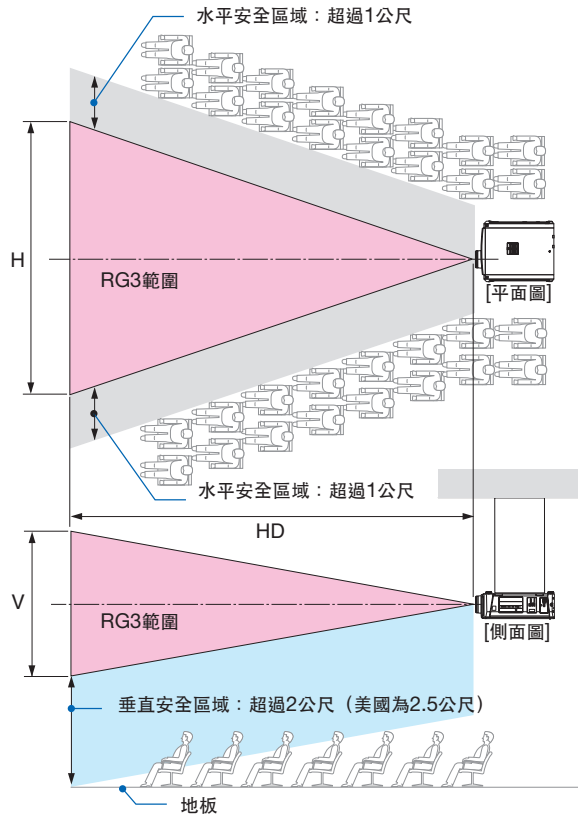 水平安全區域：超過1公尺
H
RG3範圍
[平面圖]
水平安全區域：超過1公尺
HD
V
RG3範圍
[側面圖]
垂直安全區域：超過2公尺（美國為2.5公尺）
地板